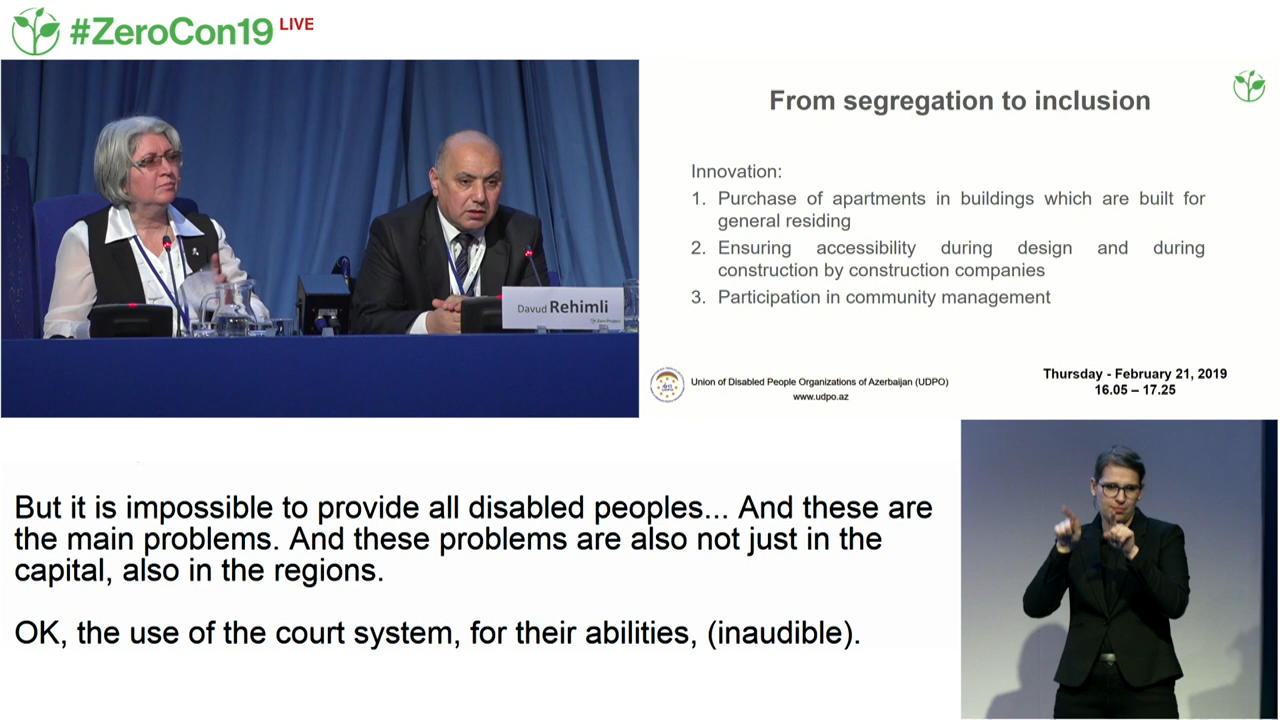 #ZeroCon19 LIVE
From segregation to inclusion
Innovation:
1. Purchase of apartments in buildings which are built for
general residing
2. Ensuring accessibility during design and during
construction by construction companies
3. Participation in community management
Davud Rehimli
Union of Disabled People Organizations of Azerbaijan (UDPO)
www.udpo.az
Thursday - February 21, 2019
16.05 – 17.25
But it is impossible to provide all disabled peoples... And these are
the main problems. And these problems are also not just in the
capital, also in the regions.
OK, the use of the court system, for their abilities, (inaudible).